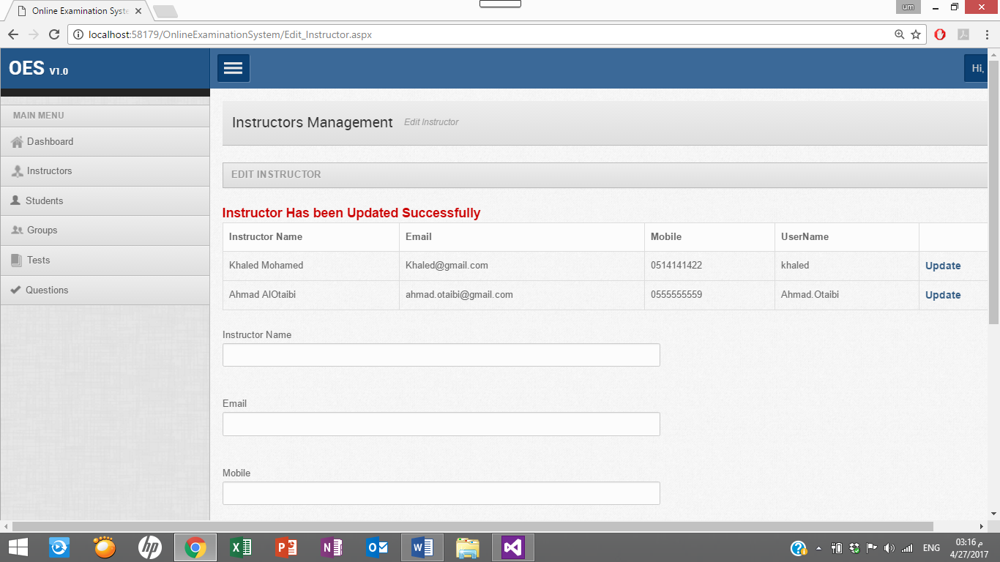 Online Examination Syste
um
localhost:58179/OnlineExaminationSystem/Edit_Instructor.aspx
OES V1.0
Hi,
MAIN MENU
Dashboard
Instructors
Students
Groups
Tests
Questions
Instructors Management Edit Instructor
EDIT INSTRUCTOR
Instructor Has been Updated Successfully
Instructor Name Email Mobile UserName
Khaled Mohamed Khaled@gmail.com 0514141422 khaled Update
Ahmad AlOtaibi ahmad.otaibi@gmail.com 0555555559 Ahmad.Otaibi Update
Instructor Name
Email
Mobile
ENG
03:16 م
4/27/2017